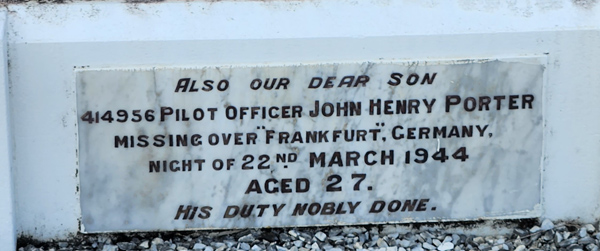 ALSO OUR DEAR SON
414956 PILOT OFFICER JOHN HENRY PORTER
MISSING OVER "FRANKFURT", GERMANY,
NIGHT OF 22ND MARCH 1944
AGED 27.
HIS DUTY NOBLY DONE.